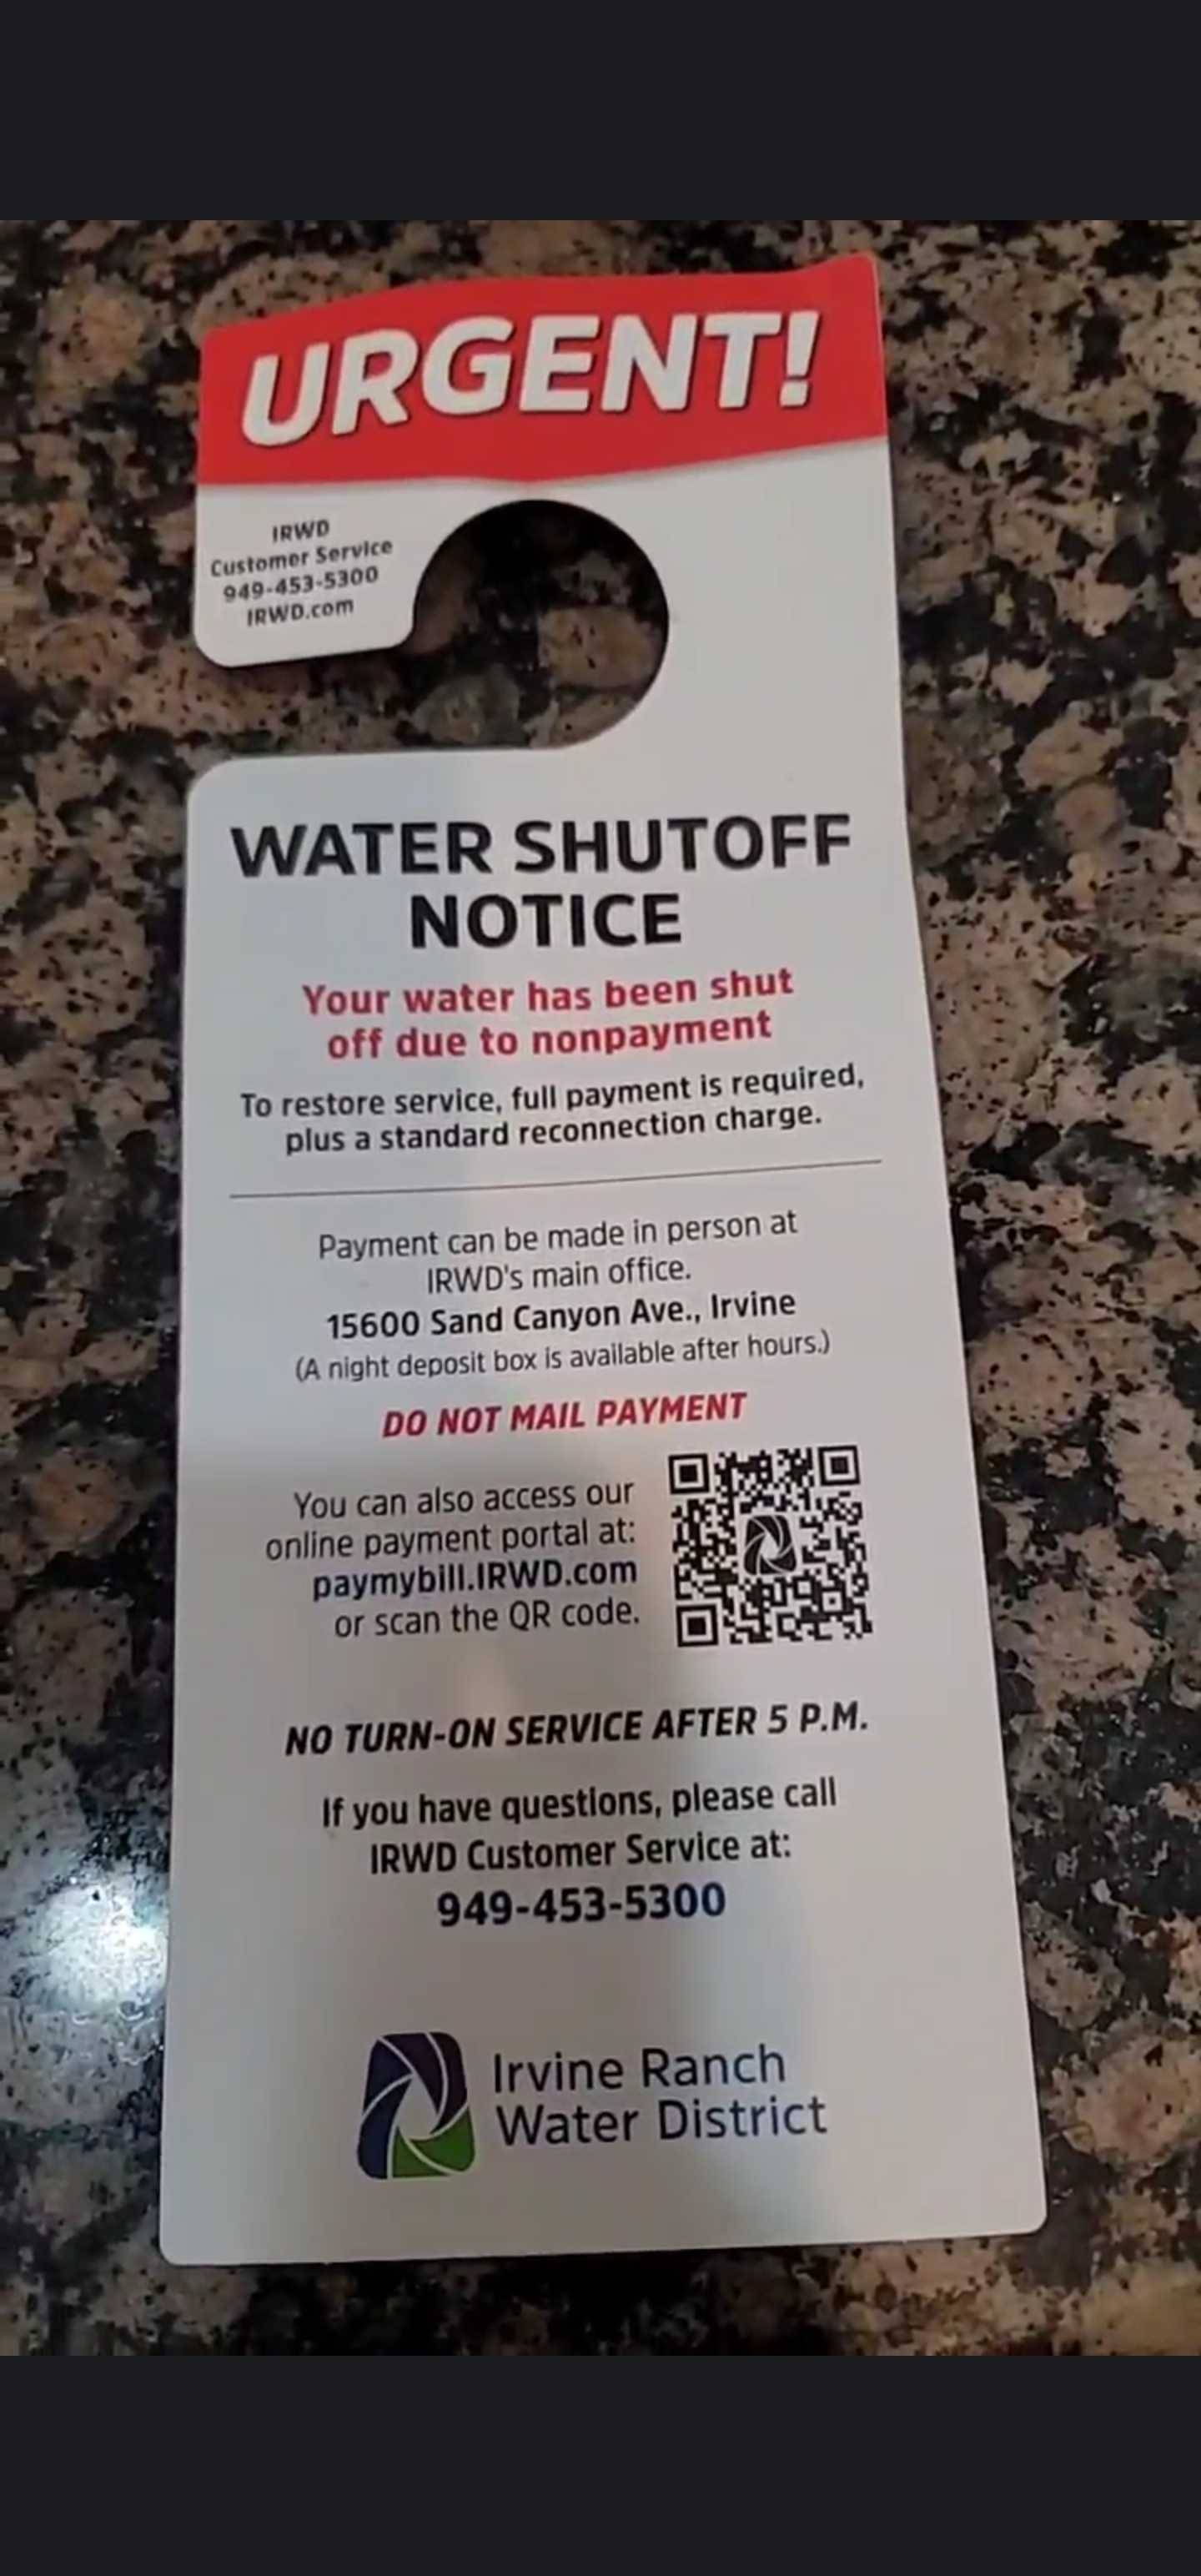 URGENT!
IRWD
Customer Service
949-453-5300
IRWD.com
WATER SHUTOFF
NOTICE
Your water has been shut
off due to nonpayment
To restore service, full payment is required,
plus a standard reconnection charge.
Payment can be made in person at
IRWD's main office.
15600 Sand Canyon Ave., Irvine
(A night deposit box is available after hours.)
DO NOT MAIL PAYMENT
You can also access our
online payment portal at:
paymybill.IRWD.com
or scan the QR code.
NO TURN-ON SERVICE AFTER 5 P.M.
If you have questions, please call
IRWD Customer Service at:
949-453-5300
Irvine Ranch
Water District